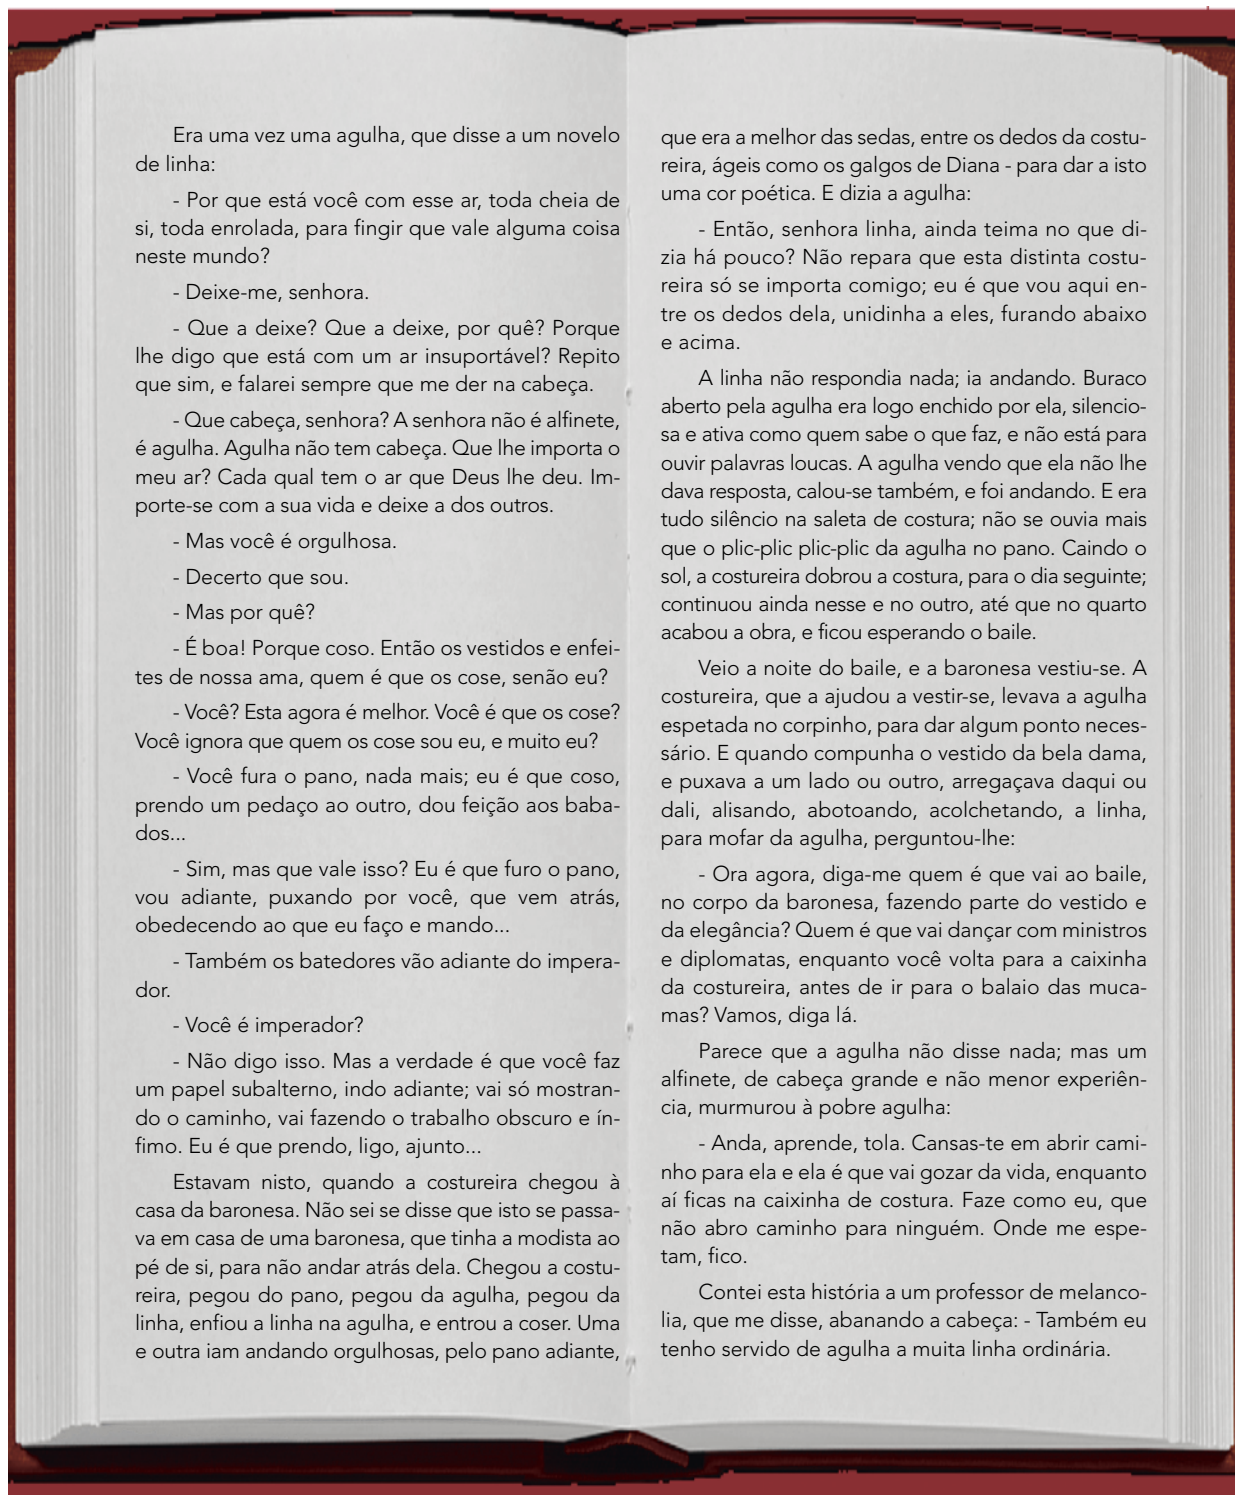 Era uma vez uma agulha, que disse a um novelo
de linha:
- Por que está você com esse ar, toda cheia de
si, toda enrolada, para fingir que vale alguma coisa
neste mundo?
- Deixe-me, senhora.
- Que a deixe? Que a deixe, por quê? Porque
lhe digo que está com um ar insuportável? Repito
que sim, e falarei sempre que me der na cabeça.
- Que cabeça, senhora? A senhora não é alfinete,
é agulha. Agulha não tem cabeça. Que lhe importa o
meu ar? Cada qual tem o ar que Deus lhe deu. Im-
porte-se com a sua vida e deixe a dos outros.
- Mas você é orgulhosa.
- Decerto que sou.
- Mas por quê?
- É boa! Porque coso. Então os vestidos e enfei-
tes de nossa ama, quem é que os cose, senão eu?
- Você? Esta agora é melhor. Você é que os cose?
Você ignora que quem os cose sou eu, e muito eu?
- Você fura o pano, nada mais; eu é que coso,
prendo um pedaço ao outro, dou feição aos baba-
dos...
- Sim, mas que vale isso? Eu é que furo o pano,
vou adiante, puxando por você, que vem atrás,
obedecendo ao que eu faço e mando...
- Também os batedores vão adiante do impera-
dor.
- Você é imperador?
- Não digo isso. Mas a verdade é que você faz
um papel subalterno, indo adiante; vai só mostran-
do o caminho, vai fazendo o trabalho obscuro e ín-
fimo. Eu é que prendo, ligo, ajunto...
Estavam nisto, quando a costureira chegou à
casa da baronesa. Não sei se disse que isto se passa-
va em casa de uma baronesa, que tinha a modista ao
pé de si, para não andar atrás dela. Chegou a costu-
reira, pegou do pano, pegou da agulha, pegou da
linha, enfiou a linha na agulha, e entrou a coser. Uma
e outra iam andando orgulhosas, pelo pano adiante,
que era a melhor das sedas, entre os dedos da costu-
reira, ágeis como os galgos de Diana - para dar a isto
uma cor poética. E dizia a agulha:
- Então, senhora linha, ainda teima no que di-
zia há pouco? Não repara que esta distinta costu-
reira só se importa comigo; eu é que vou aqui en-
tre os dedos dela, unidinha a eles, furando abaixo
e acima.
A linha não respondia nada; ia andando. Buraco
aberto pela agulha era logo enchido por ela, silencio-
sa e ativa como quem sabe o que faz, e não está para
ouvir palavras loucas. A agulha vendo que ela não lhe
dava resposta, calou-se também, e foi andando. E era
tudo silêncio na saleta de costura; não se ouvia mais
que o plic-plic plic-plic da agulha no pano. Caindo o
sol, a costureira dobrou a costura, para o dia seguinte;
continuou ainda nesse e no outro, até que no quarto
acabou a obra, e ficou esperando o baile.
Veio a noite do baile, e a baronesa vestiu-se. A
costureira, que a ajudou a vestir-se, levava a agulha
espetada no corpinho, para dar algum ponto neces-
sário. E quando compunha o vestido da bela dama,
e puxava a um lado ou outro, arregaçava daqui ou
dali, alisando, abotoando, acolchetando, a linha,
para mofar da agulha, perguntou-lhe:
- Ora agora, diga-me quem é que vai ao baile,
no corpo da baronesa, fazendo parte do vestido e
da elegância? Quem é que vai dançar com ministros
e diplomatas, enquanto você volta para a caixinha
da costureira, antes de ir para o balaio das muca-
mas? Vamos, diga lá.
Parece que a agulha não disse nada; mas um
alfinete, de cabeça grande e não menor experiên-
cia, murmurou à pobre agulha:
- Anda, aprende, tola. Cansas-te em abrir cami-
nho para ela e ela é que vai gozar da vida, enquanto
aí ficas na caixinha de costura. Faze como eu, que
não abro caminho para ninguém. Onde me espe-
tam, fico.
Contei esta história a um professor de melanco-
lia, que me disse, abanando a cabeça: - Também eu
tenho servido de agulha a muita linha ordinária.